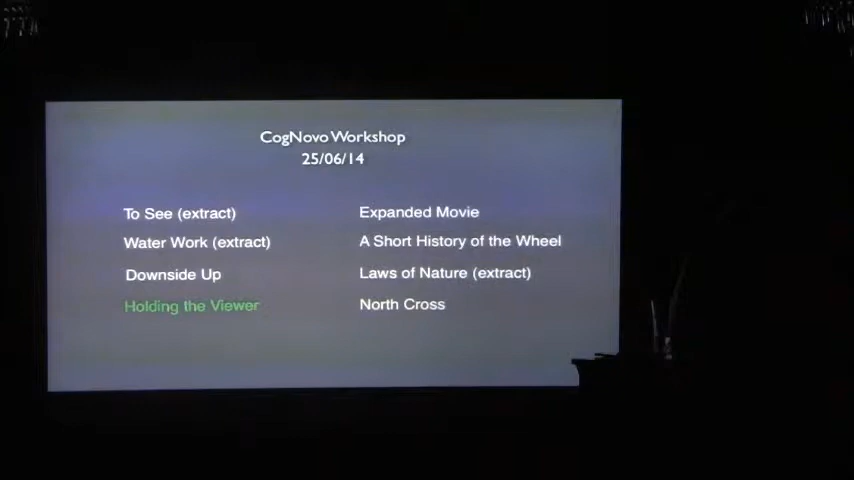 CogNovo Workshop
25/06/14
To See (extract)
Water Work (extract)
Downside Up
Holding the Viewer
Expanded Movie
A Short History of the Wheel
Laws of Nature (extract)
North Cross